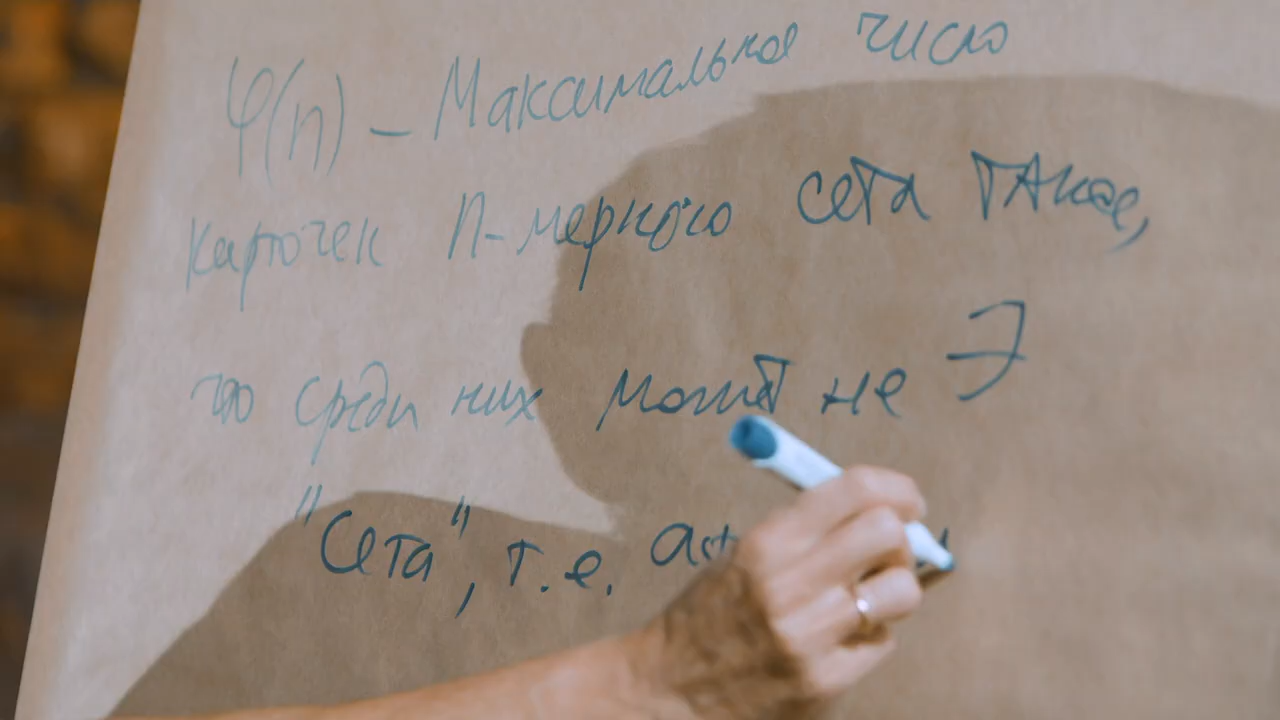 φ(n) – Максимальное число
карточек n-мерного сета такое,
что среди них может не ∃
"Сета", т.е.